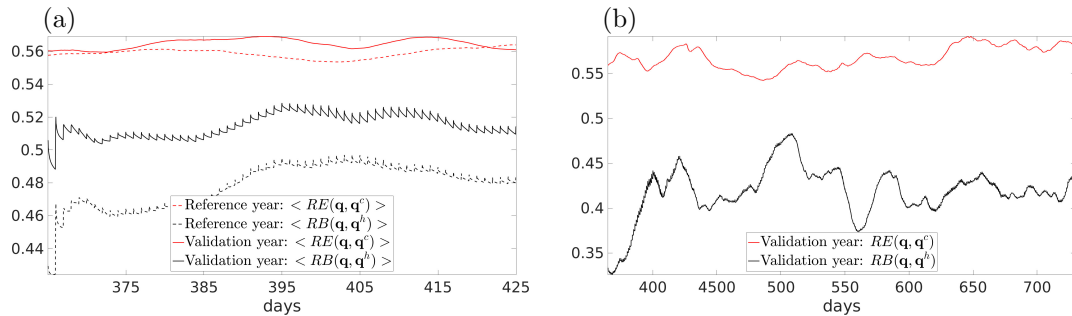 (a)
0.56
0.54
0.52
0.5
0.48
0.46
0.44
375
385
395
405
415
425
days
Reference year: < RE(q, q^c) >
Reference year: < RB(q, q^h) >
Validation year: < RE(q, q^c) >
Validation year: < RB(q, q^h) >
(b)
0.55
0.5
0.45
0.4
0.35
400
4500
500
550
600
650
700
days
Validation year: RE(q, q^c)
Validation year: RB(q, q^h)